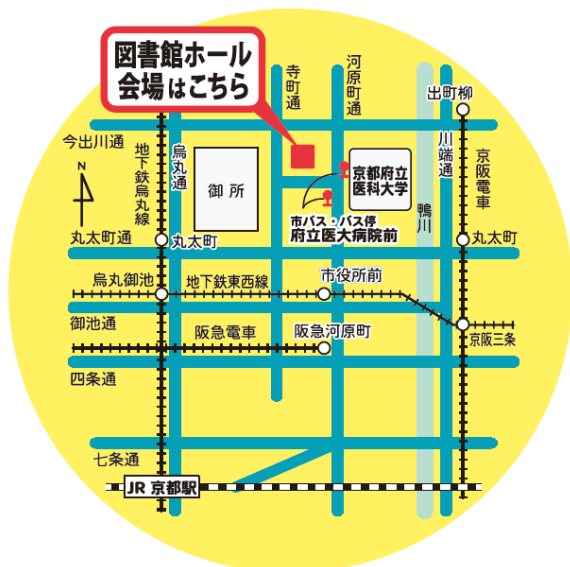 図書館ホール
会場はこちら
寺町通
河原町通
出町柳
今出川通
地下鉄烏丸線
烏丸通
御所
京都府立
医科大学
川端通
京阪電車
N
市バス・バス停
府立医大病院前
鴨川
丸太町通
丸太町
丸太町
烏丸御池
地下鉄東西線
市役所前
御池通
阪急電車
阪急河原町
京阪三条
四条通
七条通
JR 京都駅